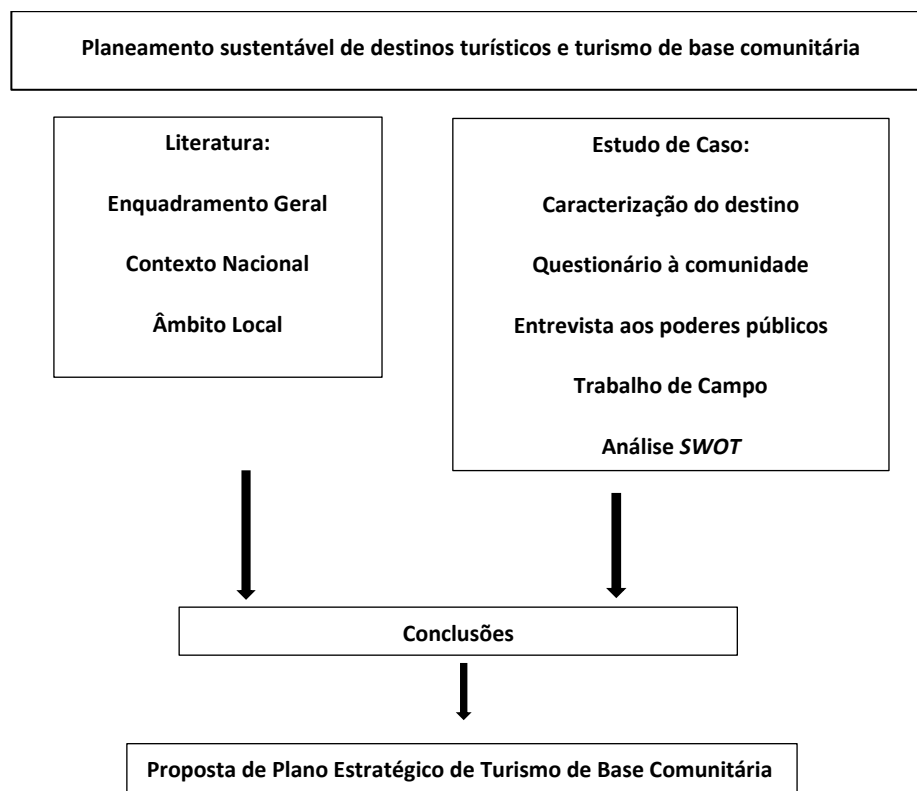 Planeamento sustentável de destinos turísticos e turismo de base comunitária
Literatura:
Enquadramento Geral
Contexto Nacional
Âmbito Local
Estudo de Caso:
Caracterização do destino
Questionário à comunidade
Entrevista aos poderes públicos
Trabalho de Campo
Análise SWOT
Conclusões
Proposta de Plano Estratégico de Turismo de Base Comunitária